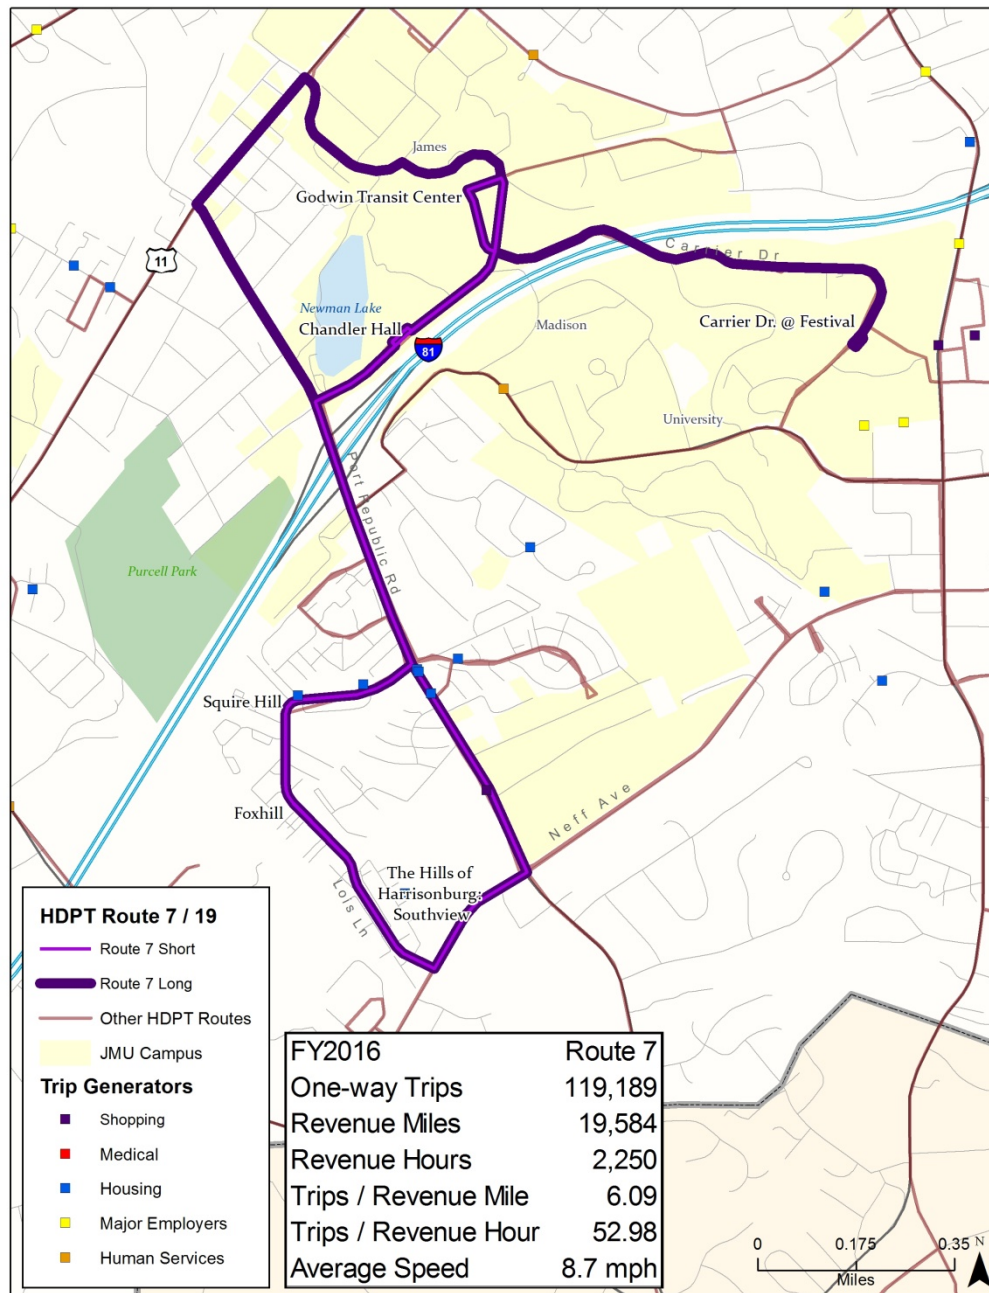 James
Godwin Transit Center
11
Carrier Dr
Newman Lake
Chandler Hall
Madison
Carrier Dr. @ Festival
81
University
Port Republic Rd
Purcell Park
Squire Hill
Foxhill
Neff Ave
The Hills of
Harrisonburg:
Southview
Lois Ln
HDPT Route 7 / 19
Route 7 Short
Route 7 Long
Other HDPT Routes
JMU Campus
Trip Generators
Shopping
Medical
Housing
Major Employers
Human Services
FY2016 Route 7
One-way Trips 119,189
Revenue Miles 19,584
Revenue Hours 2,250
Trips / Revenue Mile 6.09
Trips / Revenue Hour 52.98
Average Speed 8.7 mph
0 0.175 0.35
Miles
N